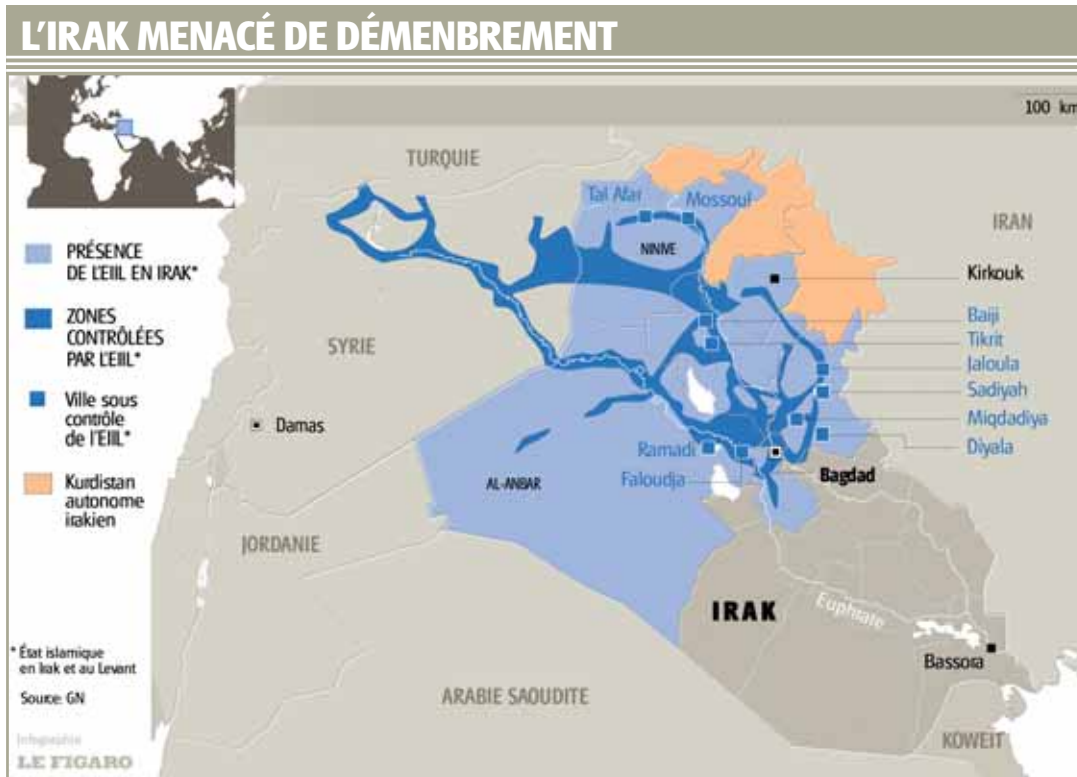 L'IRAK MENACÉ DE DÉMENBREMENT
100 km
TURQUIE
Tal Afar
Mossoul
IRAN
NINIVE
Kirkouk
PRÉSENCE
DE L'EIIL EN IRAK*
ZONES
CONTRÔLÉES
PAR L'EIIL*
Ville sous
contrôle
de l'EIIL*
Kurdistan
autonome
irakien
Baiji
Tikrit
Jaloula
Sadiyah
Miqdadiya
Diyala
SYRIE
Damas
Ramadi
Faloudja
Bagdad
AL-ANBAR
JORDANIE
IRAK
Euphrate
Bassora
ARABIE SAOUDITE
KOWEIT
* État islamique
en Irak et au Levant
Source: GN
Infographie
LE FIGARO